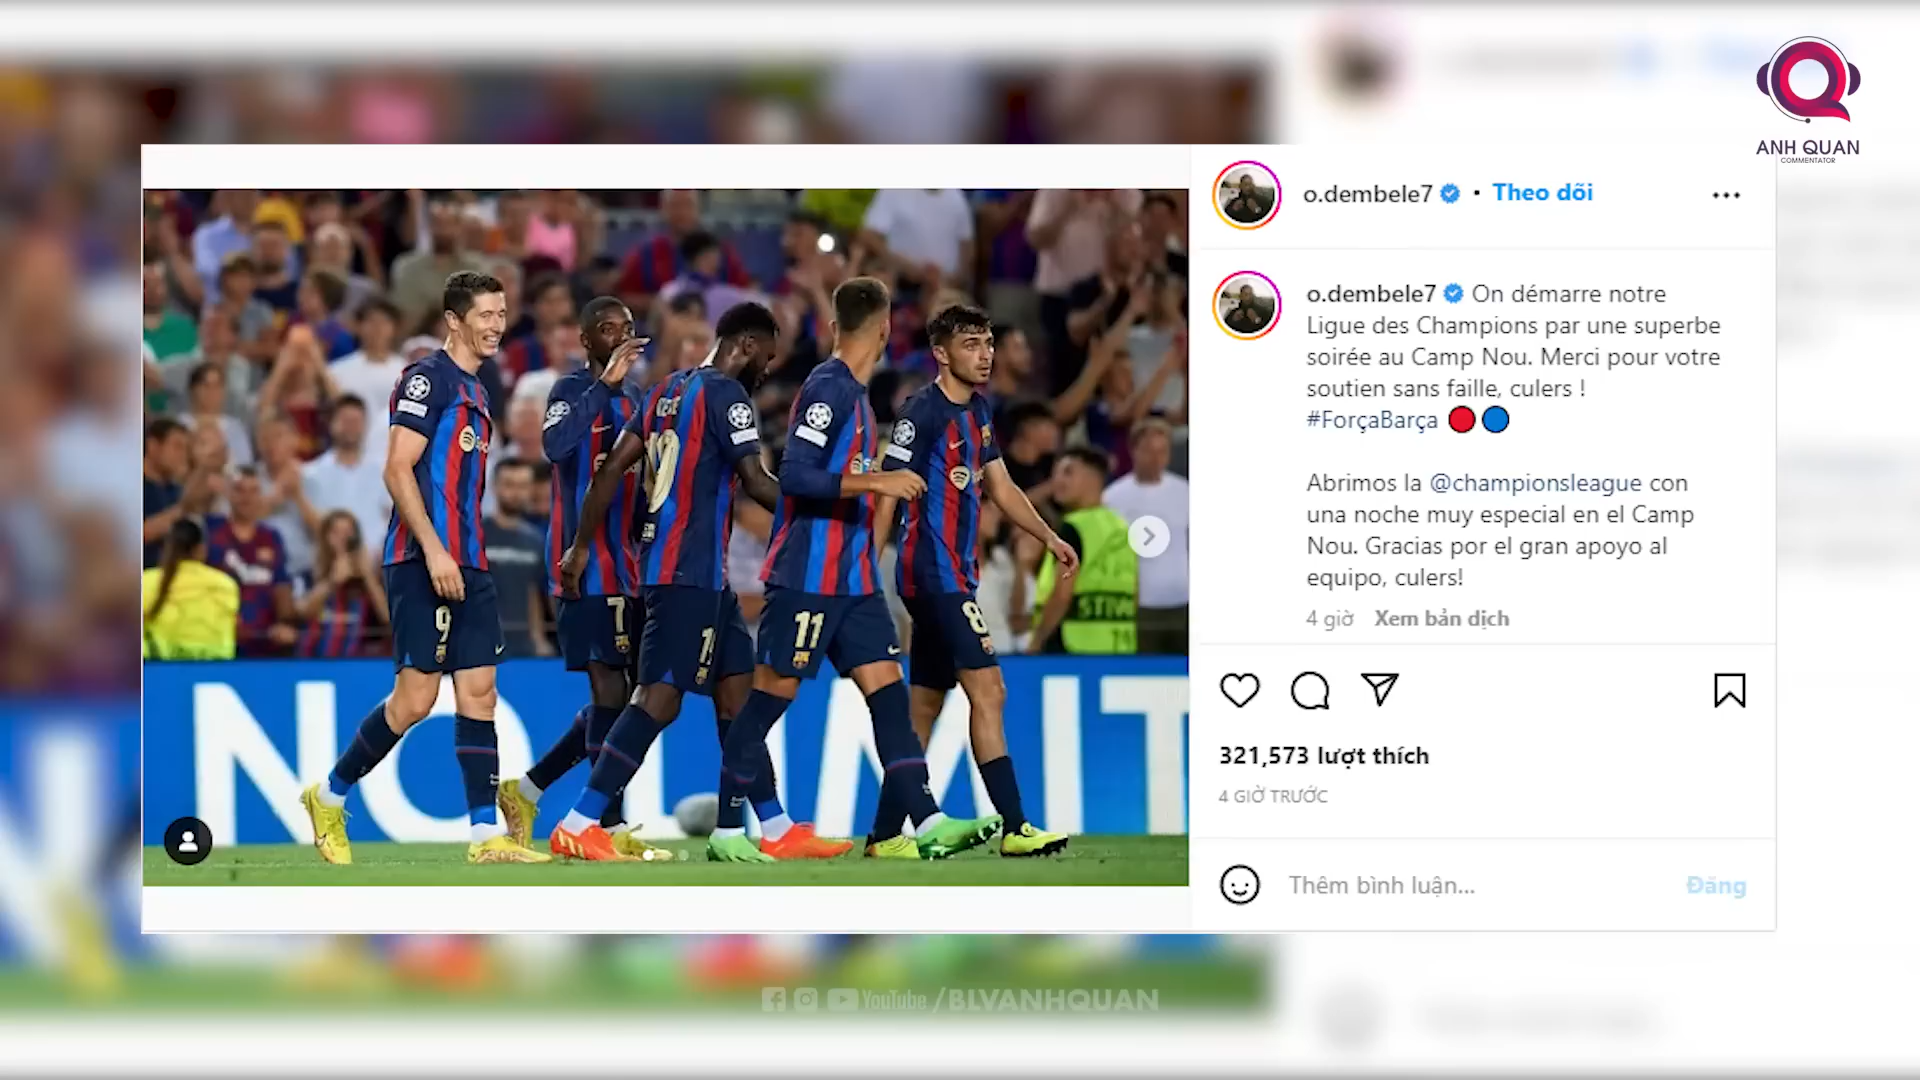 ANH QUAN
COMMENTATOR
o.dembele7 • Theo dõi
o.dembele7 On démarre notre
Ligue des Champions par une superbe
soirée au Camp Nou. Merci pour votre
soutien sans faille, culers !
#ForçaBarça
Abrimos la @championsleague con
una noche muy especial en el Camp
Nou. Gracias por el gran apoyo al
equipo, culers!
4 giờ Xem bản dịch
321,573 lượt thích
4 GIỜ TRƯỚC
Thêm bình luận... Đăng
9
7
19
11
8
NO LIMIT
YouTube /BLVANHQUAN